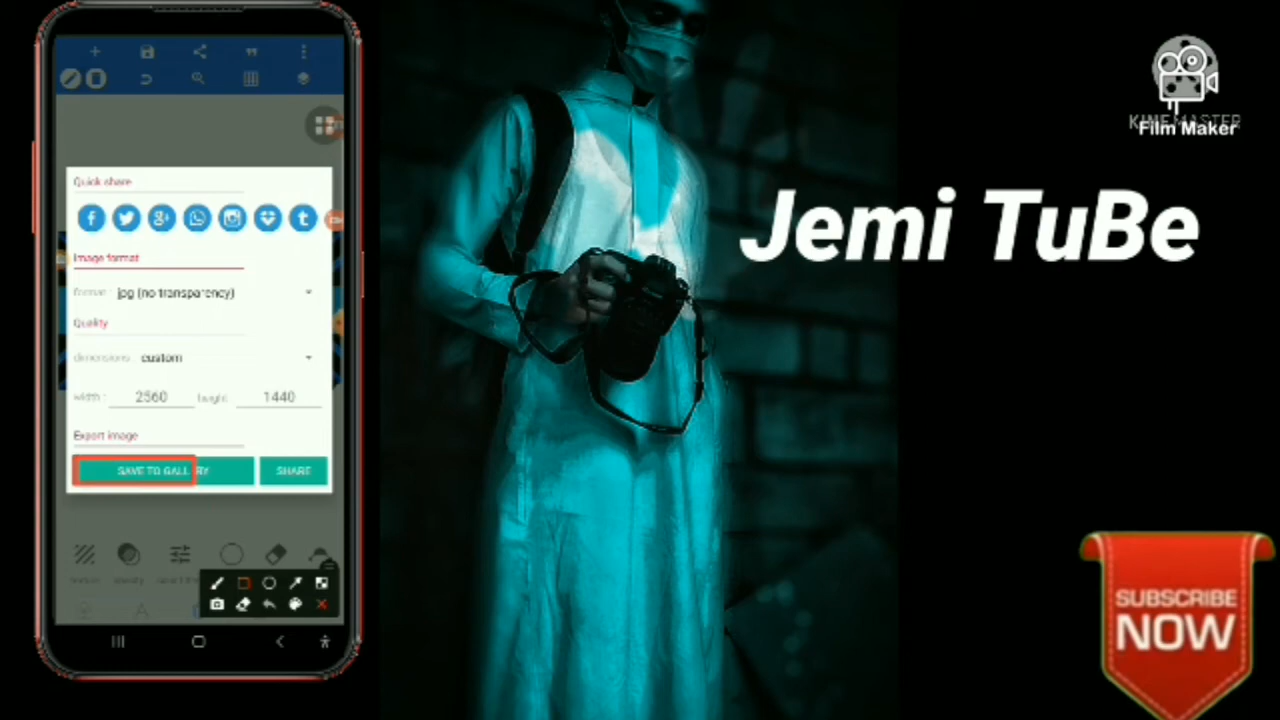 Quick share
Image format
format : jpg (no transparency)
Quality
dimensions : custom
width : 2560 height 1440
Export image
SAVE TO GALLERY SHARE
KINEMASTER
Film Maker
Jemi TuBe
SUBSCRIBE
NOW